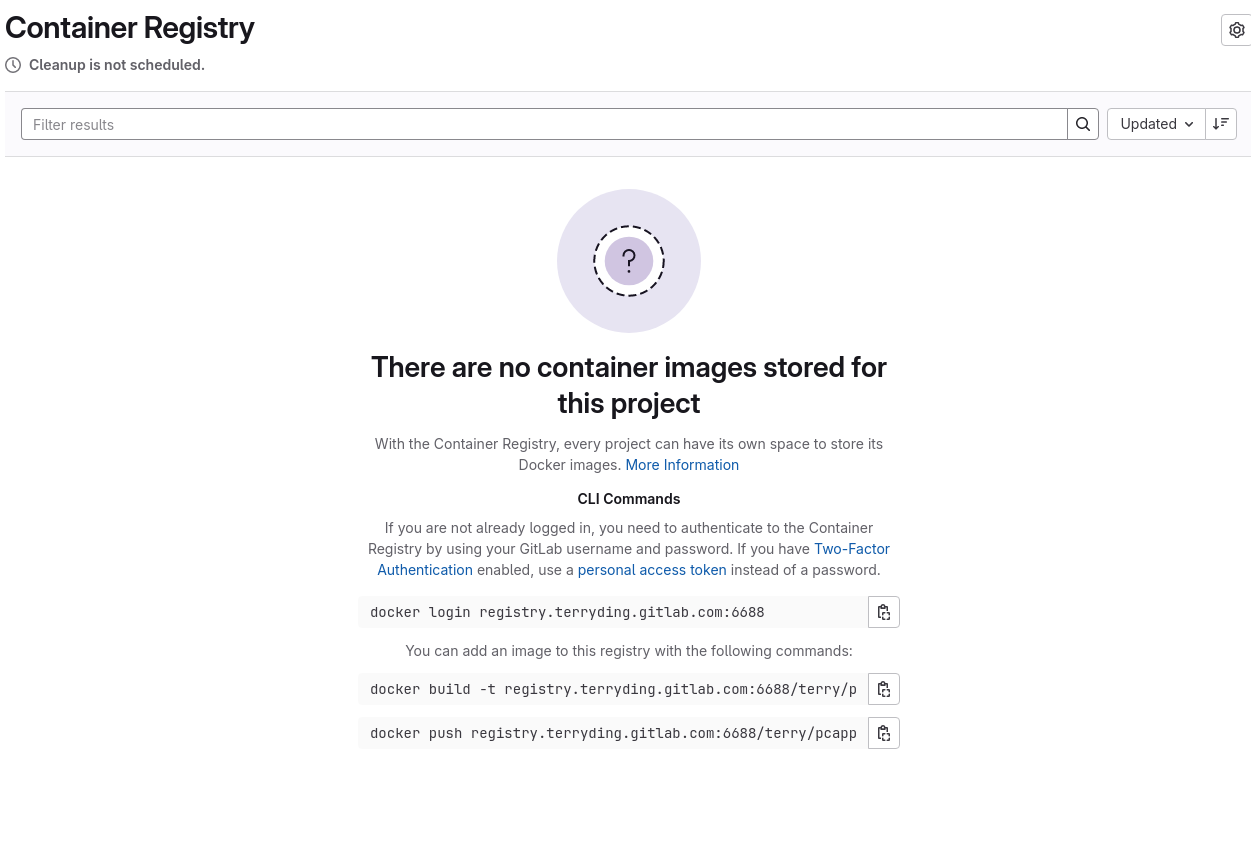 Container Registry
Cleanup is not scheduled.
Filter results
Updated
?
There are no container images stored for
this project
With the Container Registry, every project can have its own space to store its
Docker images. More Information
CLI Commands
If you are not already logged in, you need to authenticate to the Container
Registry by using your GitLab username and password. If you have Two-Factor
Authentication enabled, use a personal access token instead of a password.
docker login registry.terryding.gitlab.com:6688
You can add an image to this registry with the following commands:
docker build -t registry.terryding.gitlab.com:6688/terry/p
docker push registry.terryding.gitlab.com:6688/terry/pcapp